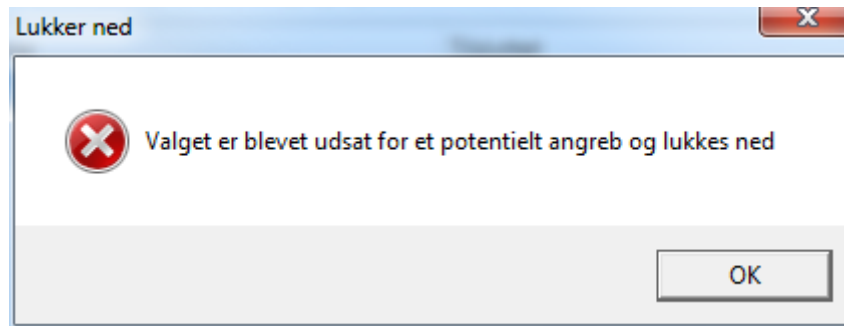 Lukker ned
Valget er blevet udsat for et potentielt angreb og lukkes ned
OK